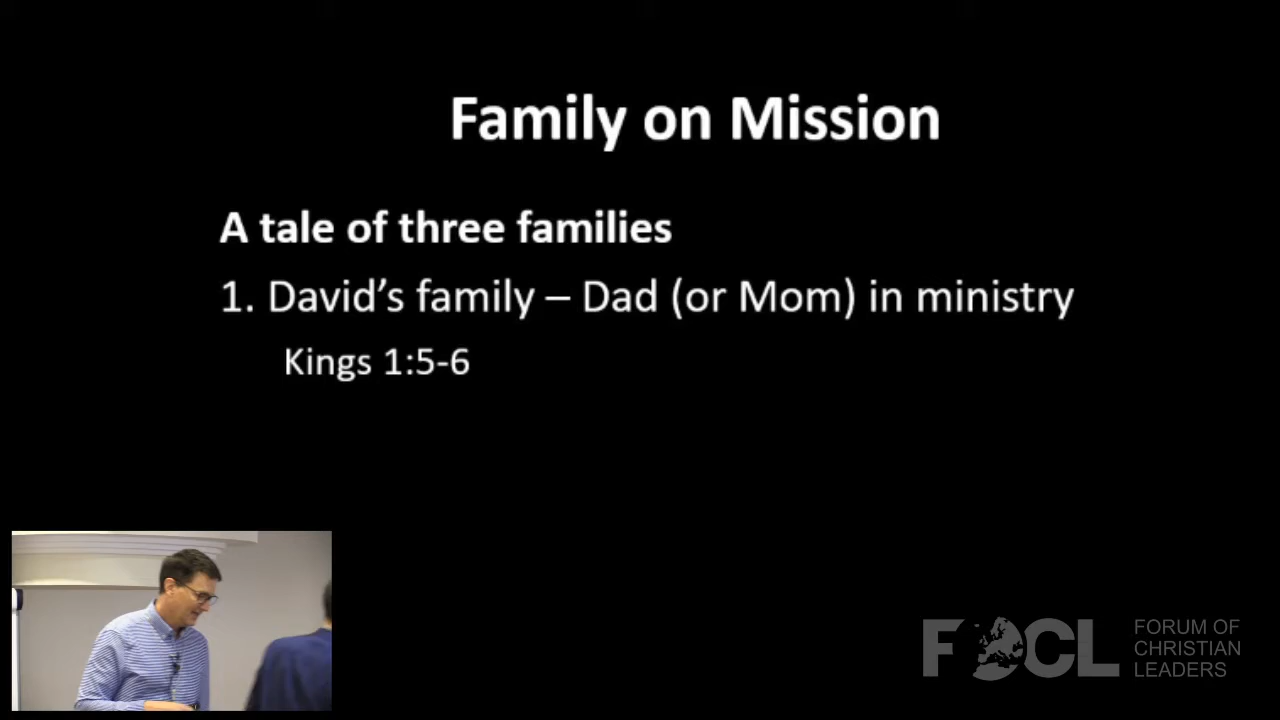 Family on Mission
A tale of three families
1. David’s family – Dad (or Mom) in ministry
Kings 1:5-6
FOCL
FORUM OF
CHRISTIAN
LEADERS